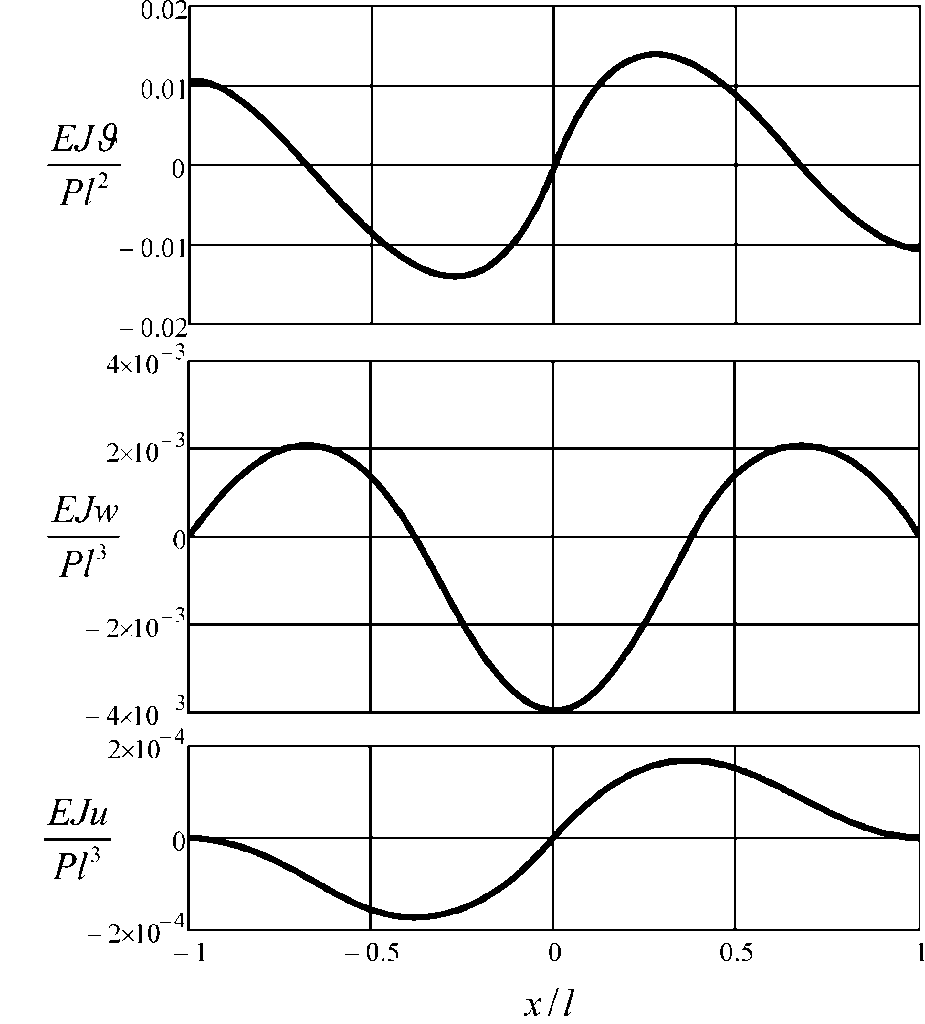 0.02
0.01
EJϑ
Pl²
0
– 0.01
– 0.02
4×10⁻³
2×10⁻³
EJw
Pl³
0
– 2×10⁻³
– 4×10 ³
2×10⁻⁴
EJu
Pl³
0
– 2×10⁻⁴
– 1 – 0.5 0 0.5 1
x/l